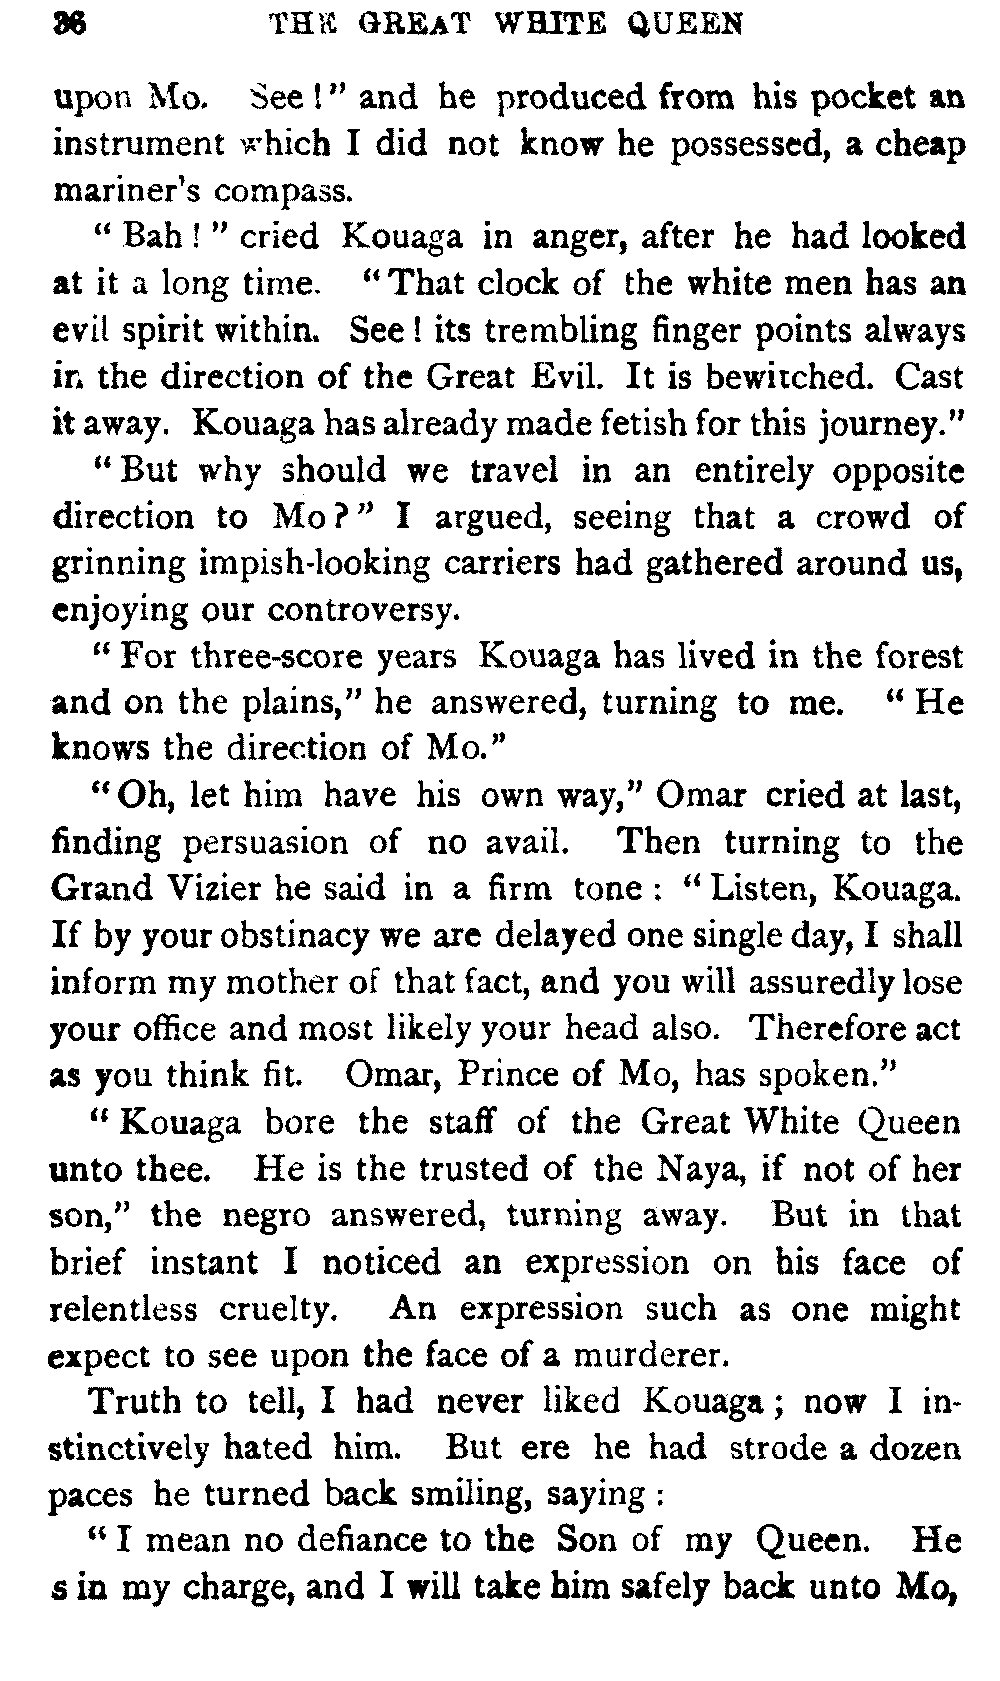 36 THE GREAT WHITE QUEEN
upon Mo. See!" and he produced from his pocket an
instrument which I did not know he possessed, a cheap
mariner's compass.
"Bah!" cried Kouaga in anger, after he had looked
at it a long time. "That clock of the white men has an
evil spirit within. See! its trembling finger points always
in the direction of the Great Evil. It is bewitched. Cast
it away. Kouaga has already made fetish for this journey."
"But why should we travel in an entirely opposite
direction to Mo?" I argued, seeing that a crowd of
grinning impish-looking carriers had gathered around us,
enjoying our controversy.
"For three-score years Kouaga has lived in the forest
and on the plains," he answered, turning to me. "He
knows the direction of Mo."
"Oh, let him have his own way," Omar cried at last,
finding persuasion of no avail. Then turning to the
Grand Vizier he said in a firm tone: "Listen, Kouaga.
If by your obstinacy we are delayed one single day, I shall
inform my mother of that fact, and you will assuredly lose
your office and most likely your head also. Therefore act
as you think fit. Omar, Prince of Mo, has spoken."
"Kouaga bore the staff of the Great White Queen
unto thee. He is the trusted of the Naya, if not of her
son," the negro answered, turning away. But in that
brief instant I noticed an expression on his face of
relentless cruelty. An expression such as one might
expect to see upon the face of a murderer.
Truth to tell, I had never liked Kouaga; now I in-
stinctively hated him. But ere he had strode a dozen
paces he turned back smiling, saying:
"I mean no defiance to the Son of my Queen. He
s in my charge, and I will take him safely back unto Mo,